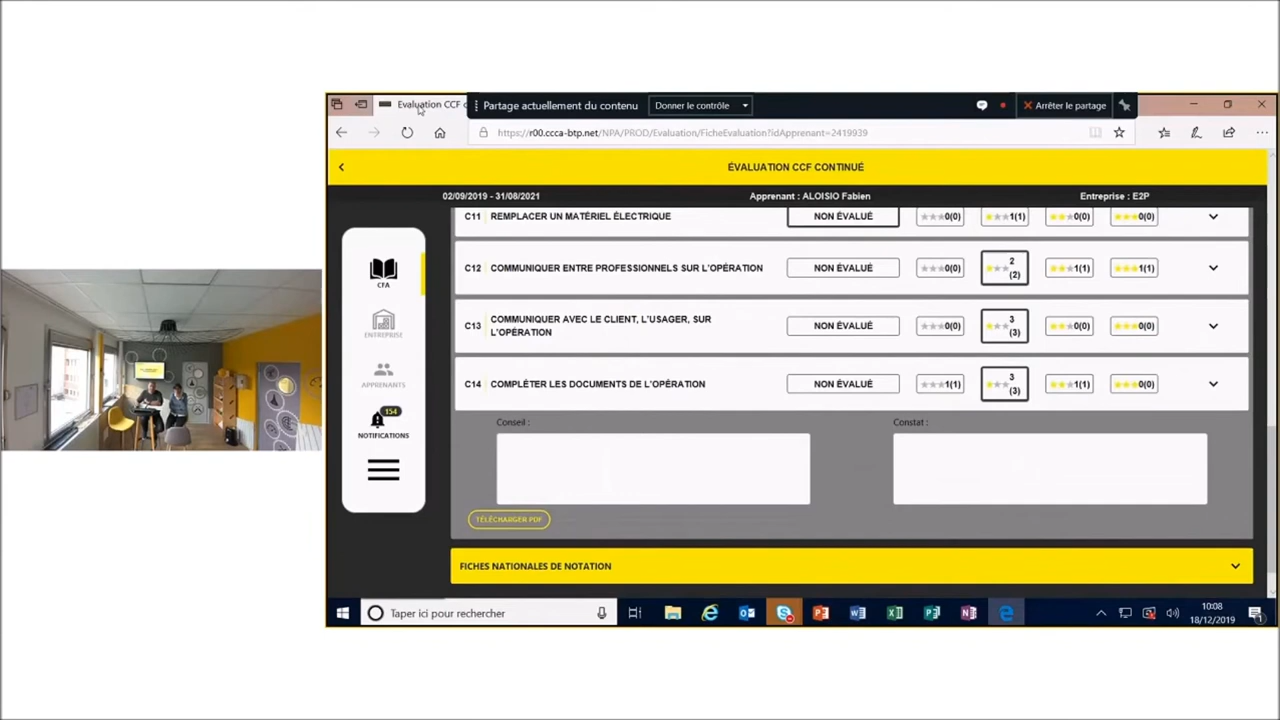 Evaluation CCF c
Partage actuellement du contenu
Donner le contrôle
Arrêter le partage
https://r00.ccca-btp.net/NPA/PROD/Evaluation/FicheEvaluation?idApprenant=2419939
ÉVALUATION CCF CONTINUÉ
02/09/2019 - 31/08/2021 Apprenant : ALOISIO Fabien Entreprise : E2P
C11 REMPLACER UN MATÉRIEL ÉLECTRIQUE NON ÉVALUÉ 0(0) 1(1) 0(0) 0(0)
C12 COMMUNIQUER ENTRE PROFESSIONNELS SUR L'OPÉRATION NON ÉVALUÉ 0(0) 2 (2) 1(1) 1(1)
C13 COMMUNIQUER AVEC LE CLIENT, L'USAGER, SUR
L'OPÉRATION NON ÉVALUÉ 0(0) 3 (3) 0(0) 0(0)
C14 COMPLÉTER LES DOCUMENTS DE L'OPÉRATION NON ÉVALUÉ 1(1) 3 (3) 1(1) 0(0)
CFA
ENTREPRISE
APPRENANTS
154
NOTIFICATIONS
Conseil : Constat :
TÉLÉCHARGER PDF
FICHES NATIONALES DE NOTATION
Taper ici pour rechercher
10:08
18/12/2019